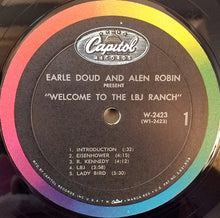 Capitol
RECORDS
EARLE DOUD AND ALEN ROBIN
PRESENT
"WELCOME TO THE LBJ RANCH"
W-2423
(W1-2423)
1
1. INTRODUCTION (:32)
2. EISENHOWER (4:15)
3. R. KENNEDY (4:12)
4. LBJ (5:58)
5. LADY BIRD (5:30)